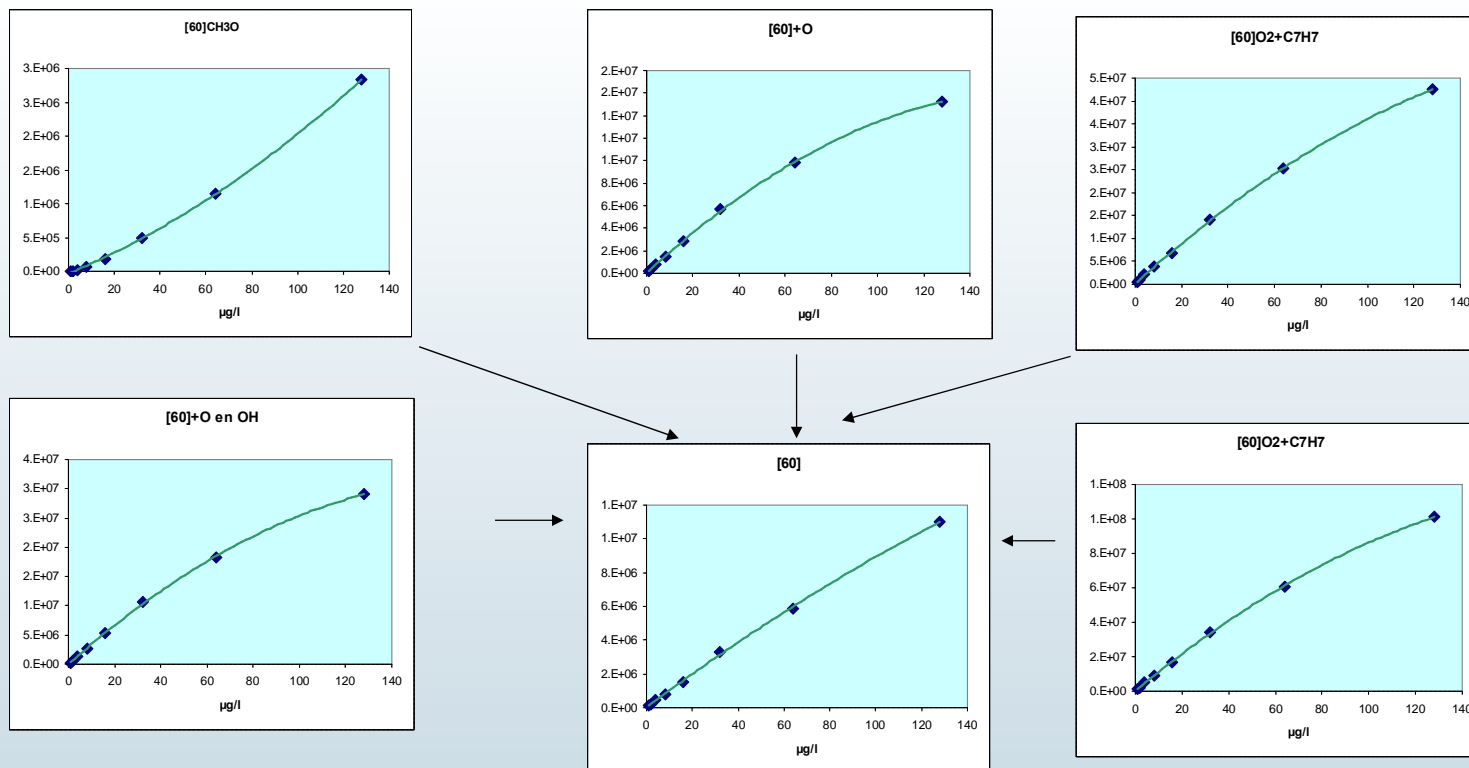 [60]CH3O
3.E+06
3.E+06
2.E+06
2.E+06
1.E+06
5.E+05
0.E+00
0 20 40 60 80 100 120 140
µg/l
[60]+O
2.E+07
2.E+07
1.E+07
1.E+07
1.E+07
8.E+06
6.E+06
4.E+06
2.E+06
0.E+00
0 20 40 60 80 100 120 140
µg/l
[60]O2+C7H7
5.E+07
4.E+07
4.E+07
3.E+07
3.E+07
2.E+07
2.E+07
1.E+07
5.E+06
0.E+00
0 20 40 60 80 100 120 140
µg/l
[60]+O en OH
4.E+07
3.E+07
3.E+07
2.E+07
2.E+07
1.E+07
5.E+06
0.E+00
0 20 40 60 80 100 120 140
µg/l
[60]
1.E+07
1.E+07
8.E+06
6.E+06
4.E+06
2.E+06
0.E+00
0 20 40 60 80 100 120 140
µg/l
[60]O2+C7H7
1.E+08
1.E+08
8.E+07
6.E+07
4.E+07
2.E+07
0.E+00
0 20 40 60 80 100 120 140
µg/l